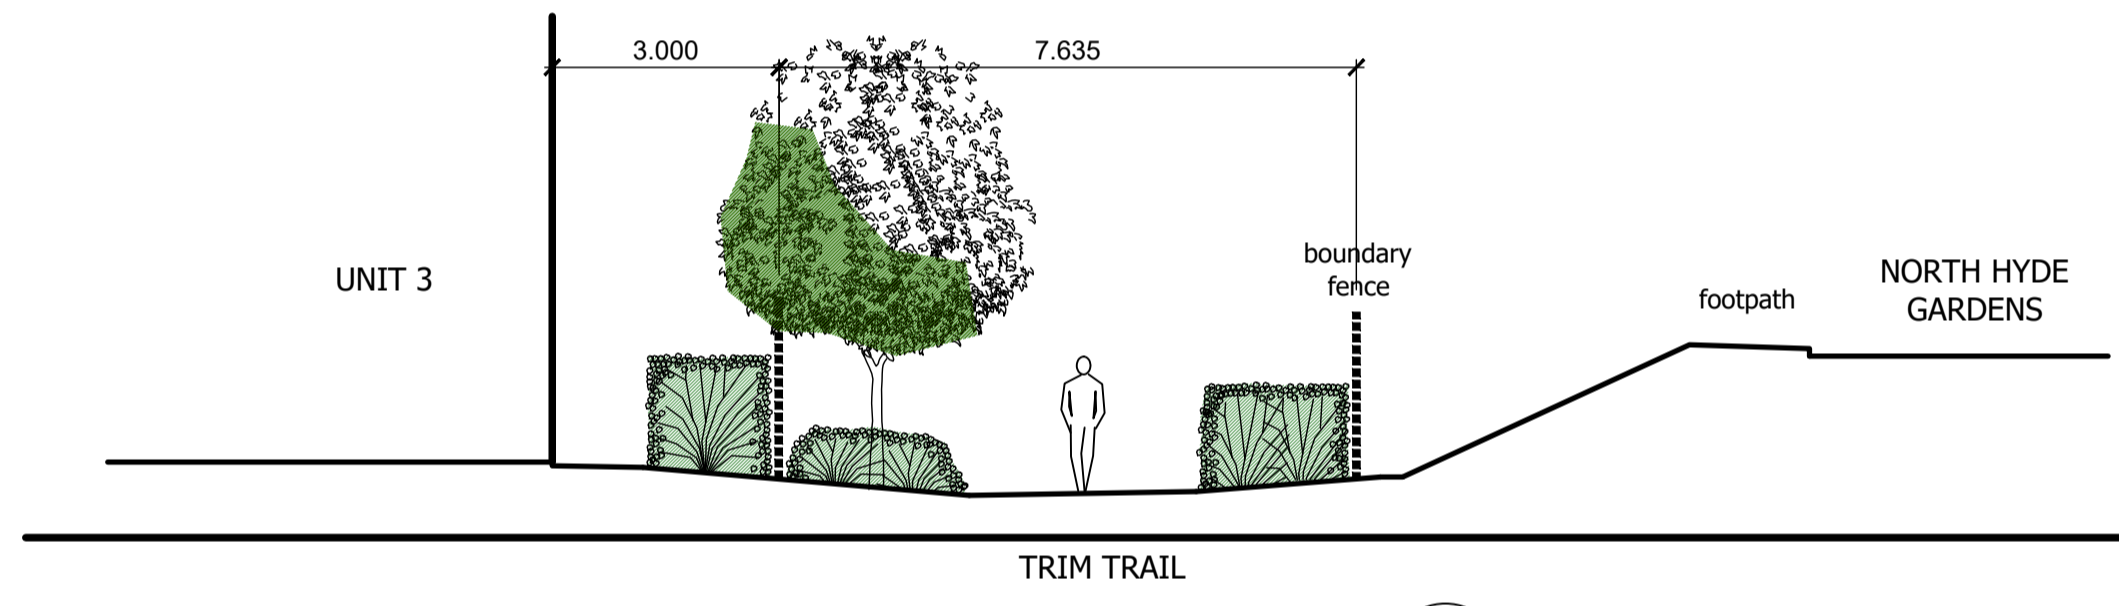 3.000
7.635
UNIT 3
boundary
fence
footpath
NORTH HYDE
GARDENS
TRIM TRAIL